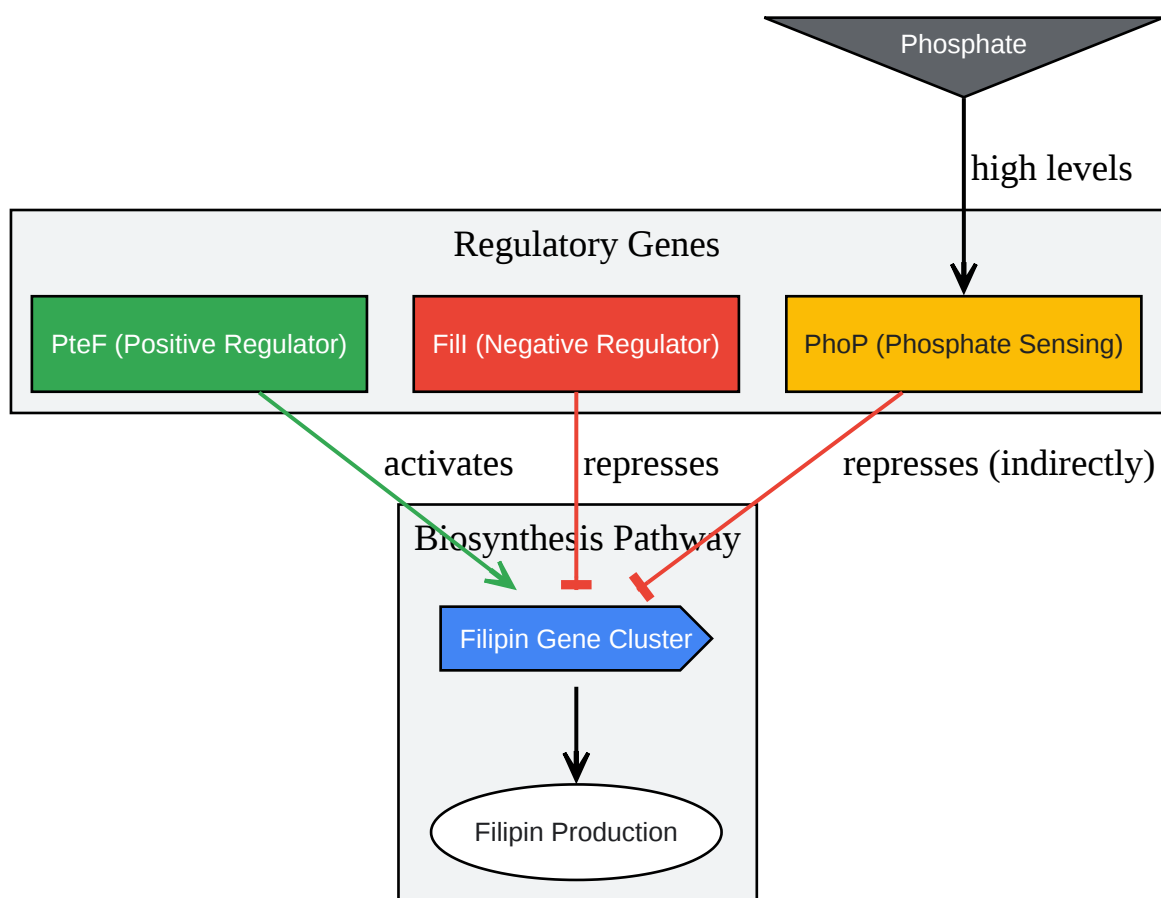 Phosphate
high levels
Regulatory Genes
PteF (Positive Regulator)
FilI (Negative Regulator)
PhoP (Phosphate Sensing)
activates
represses
represses (indirectly)
Biosynthesis Pathway
Filipin Gene Cluster
Filipin Production